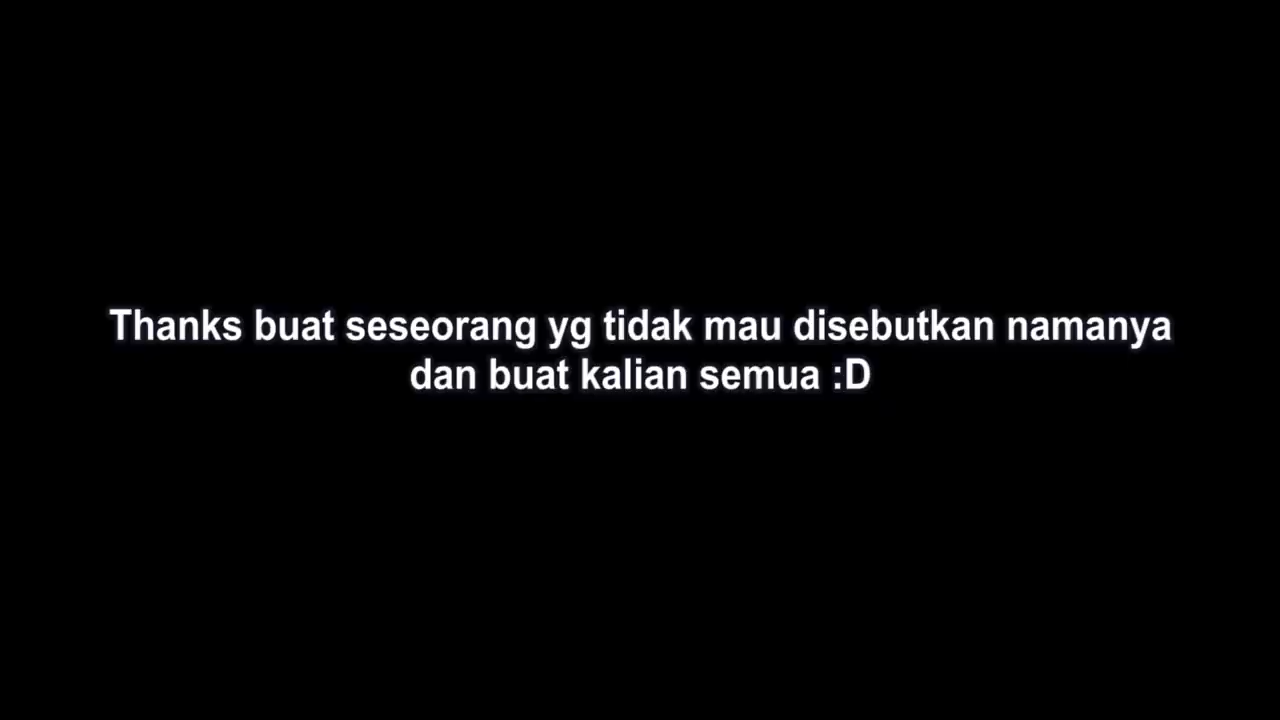 Thanks buat seseorang yg tidak mau disebutkan namanya
dan buat kalian semua :D